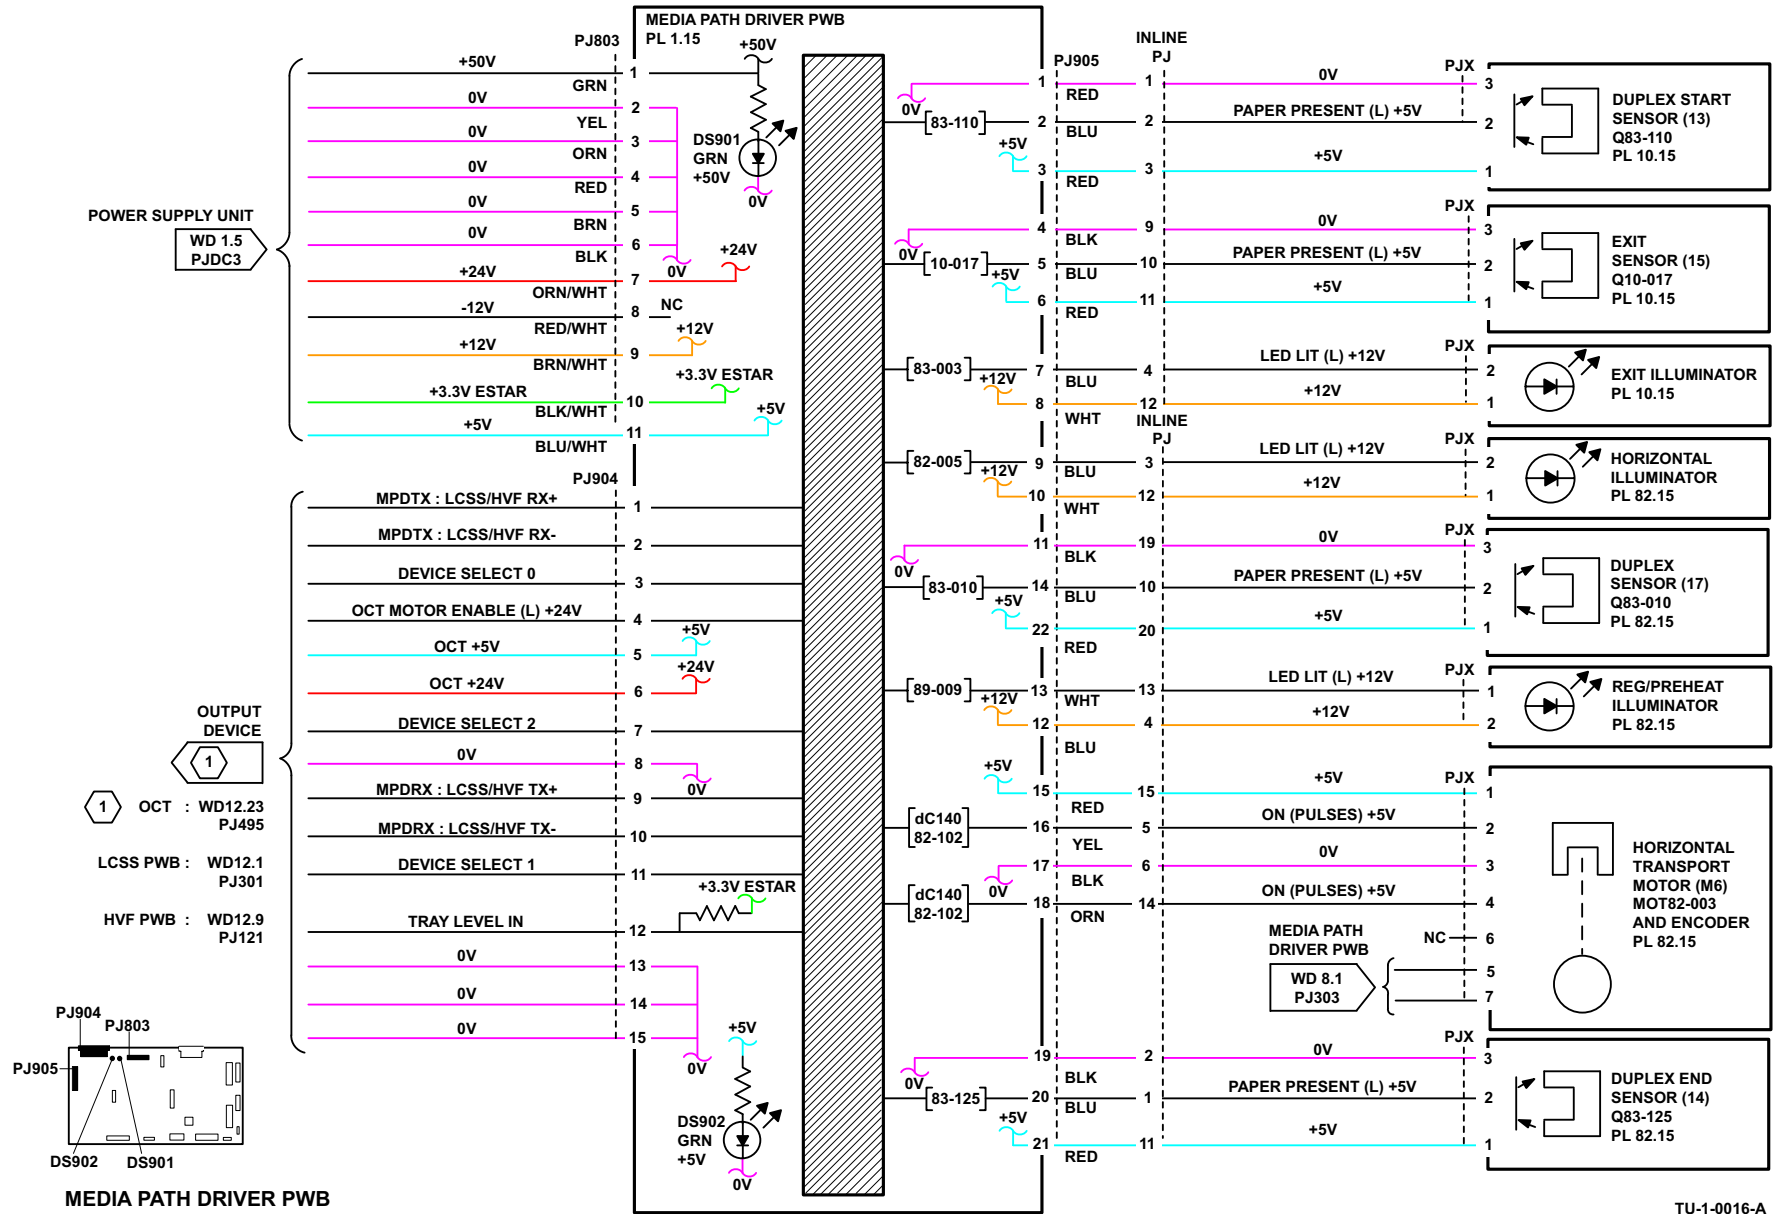 MEDIA PATH DRIVER PWB
PL 1.15
PJ803
+50V
1
GRN
0V
2
YEL
0V
3
ORN
0V
4
RED
0V
5
BRN
0V
6
BLK
+24V
7
ORN/WHT
-12V
8
NC
RED/WHT
+12V
9
BRN/WHT
+3.3V ESTAR
10
BLK/WHT
+5V
11
BLU/WHT
POWER SUPPLY UNIT
WD 1.5
PJDC3
+50V
DS901
GRN
+50V
0V
0V
+24V
+12V
+3.3V ESTAR
+5V
PJ904
MPDTX : LCSS/HVF RX+
1
MPDTX : LCSS/HVF RX-
2
DEVICE SELECT 0
3
OCT MOTOR ENABLE (L) +24V
4
OCT +5V
5
+5V
OCT +24V
6
+24V
DEVICE SELECT 2
7
0V
8
0V
MPDRX : LCSS/HVF TX+
9
MPDRX : LCSS/HVF TX-
10
DEVICE SELECT 1
11
+3.3V ESTAR
TRAY LEVEL IN
12
0V
13
0V
14
0V
15
0V
OUTPUT
DEVICE
1
1 OCT : WD12.23
PJ495
LCSS PWB : WD12.1
PJ301
HVF PWB : WD12.9
PJ121
+5V
DS902
GRN
+5V
0V
PJ904
PJ803
PJ905
DS902 DS901
MEDIA PATH DRIVER PWB
PJ905
INLINE
PJ
0V
1
RED
1
0V
PJX
3
83-110
2
BLU
2
PAPER PRESENT (L) +5V
2
+5V
3
RED
3
+5V
1
DUPLEX START
SENSOR (13)
Q83-110
PL 10.15
0V
4
BLK
9
0V
PJX
3
10-017
5
BLU
10
PAPER PRESENT (L) +5V
2
+5V
6
RED
11
+5V
1
EXIT
SENSOR (15)
Q10-017
PL 10.15
83-003
7
BLU
4
LED LIT (L) +12V
PJX
2
+12V
8
WHT
12
+12V
1
EXIT ILLUMINATOR
PL 10.15
INLINE
PJ
82-005
9
BLU
3
LED LIT (L) +12V
PJX
2
+12V
10
WHT
12
+12V
1
HORIZONTAL
ILLUMINATOR
PL 82.15
0V
11
BLK
19
0V
PJX
3
83-010
14
BLU
10
PAPER PRESENT (L) +5V
2
+5V
22
RED
20
+5V
1
DUPLEX
SENSOR (17)
Q83-010
PL 82.15
89-009
13
WHT
13
LED LIT (L) +12V
PJX
1
+12V
12
BLU
4
+12V
2
REG/PREHEAT
ILLUMINATOR
PL 82.15
+5V
15
RED
15
+5V
PJX
1
dC140
82-102
16
YEL
5
ON (PULSES) +5V
2
0V
17
BLK
6
0V
3
dC140
82-102
18
ORN
14
ON (PULSES) +5V
4
NC
6
MEDIA PATH
DRIVER PWB
WD 8.1
PJ303
5
7
HORIZONTAL
TRANSPORT
MOTOR (M6)
MOT82-003
AND ENCODER
PL 82.15
0V
19
BLK
2
0V
PJX
3
83-125
20
BLU
1
PAPER PRESENT (L) +5V
2
+5V
21
RED
11
+5V
1
DUPLEX END
SENSOR (14)
Q83-125
PL 82.15
TU-1-0016-A